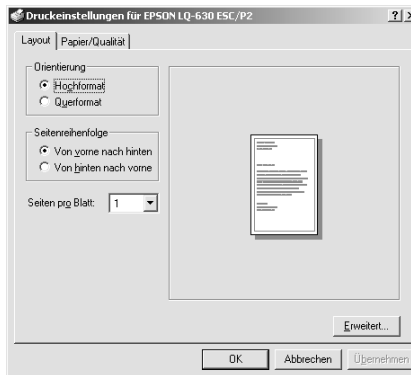 Druckeinstellungen für EPSON LQ-630 ESC/P2
Layout
Papier/Qualität
Orientierung
Hochformat
Querformat
Seitenreihenfolge
Von vorne nach hinten
Von hinten nach vorne
Seiten pro Blatt:
1
Erweitert...
OK
Abbrechen
Übernehmen